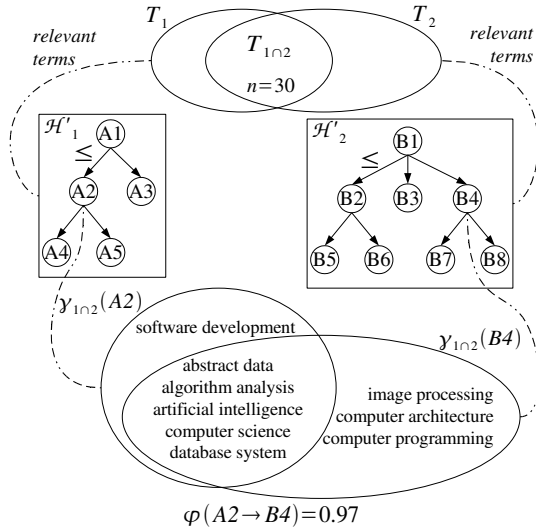 T₁
T₂
relevant
terms
T₁∩₂
n=30
relevant
terms
ℋ'₁
A1
≤
A2
A3
A4
A5
ℋ'₂
B1
≤
B2
B3
B4
B5
B6
B7
B8
γ₁∩₂(A2)
γ₁∩₂(B4)
software development
abstract data
algorithm analysis
artificial intelligence
computer science
database system
image processing
computer architecture
computer programming
φ(A2→B4)=0.97